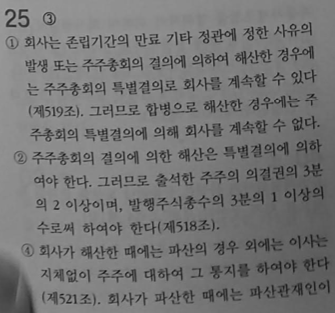 25 ③
① 회사는 존립기간의 만료 기타 정관에 정한 사유의
발생 또는 주주총회의 결의에 의하여 해산한 경우에
는 주주총회의 특별결의로 회사를 계속할 수 있다
(제519조). 그러므로 합병으로 해산한 경우에는 주
주총회의 특별결의에 의해 회사를 계속할 수 없다.
② 주주총회의 결의에 의한 해산은 특별결의에 의하
여야 한다. 그러므로 출석한 주주의 의결권의 3분
의 2 이상이며, 발행주식총수의 3분의 1 이상의
수로써 하여야 한다(제518조).
④ 회사가 해산한 때에는 파산의 경우 외에는 이사는
지체없이 주주에 대하여 그 통지를 하여야 한다
(제521조). 회사가 파산한 때에는 파산관재인이